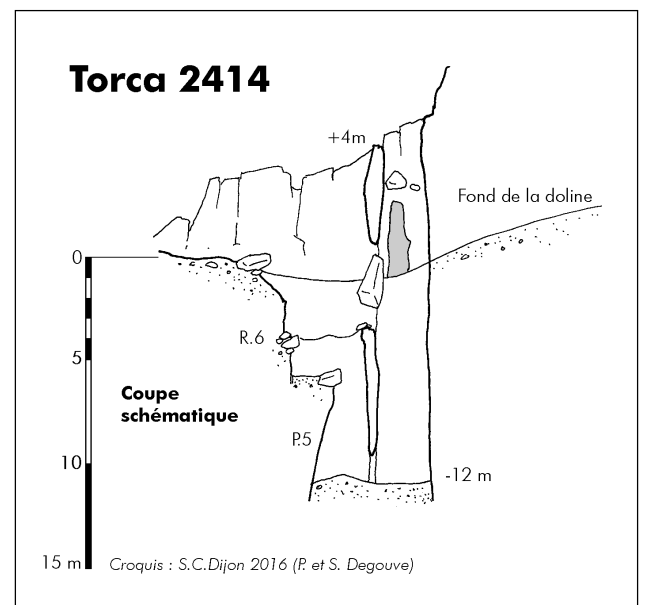 Torca 2414
+4m
Fond de la doline
0
R.6
5
Coupe
schématique
P.5
10
-12 m
15 m
Croquis : S.C.Dijon 2016 (P. et S. Degouve)